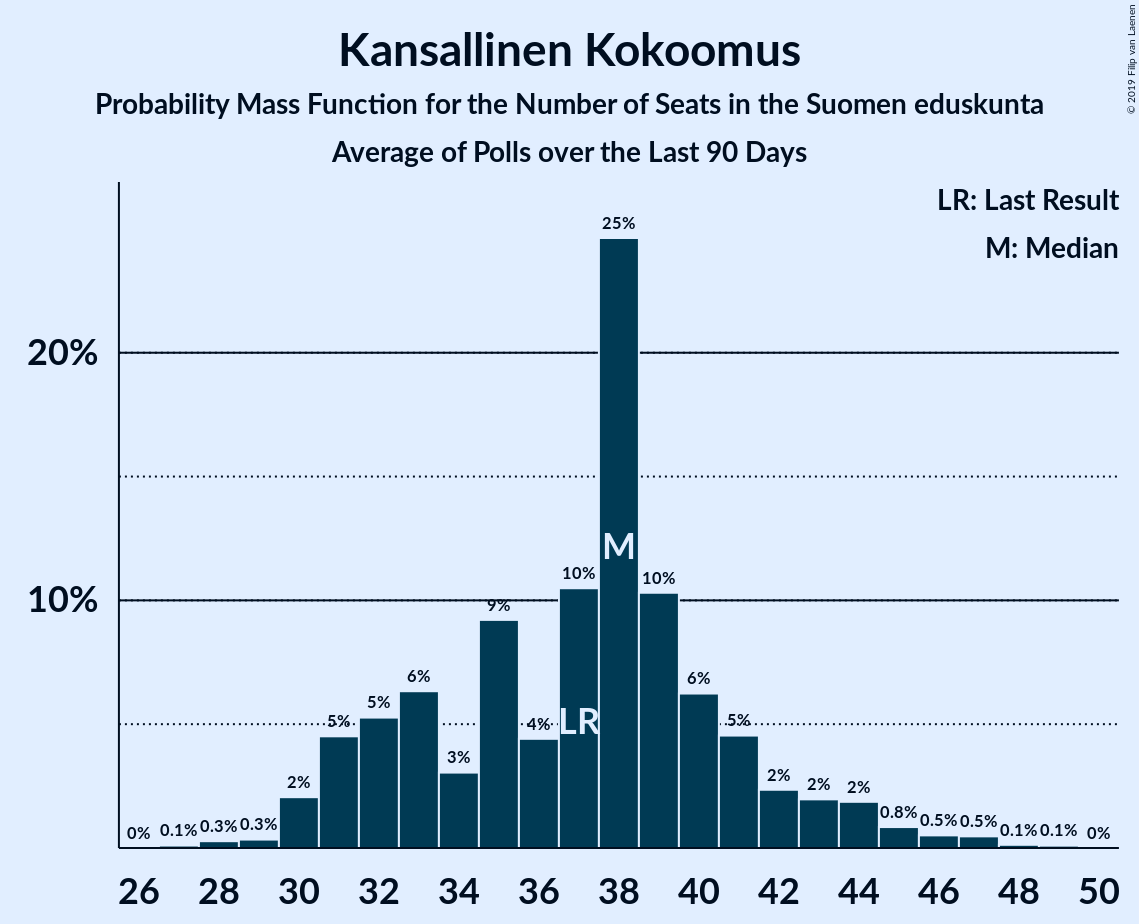 Kansallinen Kokoomus
Probability Mass Function for the Number of Seats in the Suomen eduskunta
Average of Polls over the Last 90 Days
© 2019 Filip van Laenen
LR: Last Result
M: Median
20%
10%
0% 0.1% 0.3% 0.3% 2% 5% 5% 6% 3% 9% 4% 10% 25% 10% 6% 5% 2% 2% 2% 0.8% 0.5% 0.5% 0.1% 0.1% 0%
LR
M
26 28 30 32 34 36 38 40 42 44 46 48 50